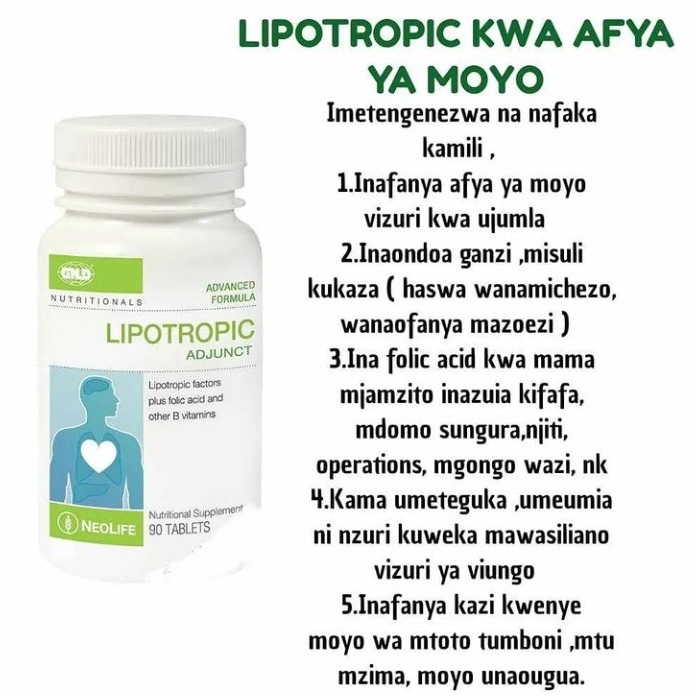 LIPOTROPIC KWA AFYA
YA MOYO
Imetengenezwa na nafaka
kamili ,
1.Inafanya afya ya moyo
vizuri kwa ujumla
2.Inaondoa ganzi ,misuli
kukaza ( haswa wanamichezo,
wanaofanya mazoezi )
3.Ina folic acid kwa mama
mjamzito inazuia kifafa,
mdomo sungura,njiti,
operations, mgongo wazi, nk
4.Kama umeteguka ,umeumia
ni nzuri kuweka mawasiliano
vizuri ya viungo
5.Inafanya kazi kwenye
moyo wa mtoto tumboni ,mtu
mzima, moyo unaougua.
GNLD
NUTRITIONALS
ADVANCED
FORMULA
LIPOTROPIC
ADJUNCT
Lipotropic factors
plus folic acid and
other B vitamins
NEOLIFE
Nutritional Supplement
90 TABLETS